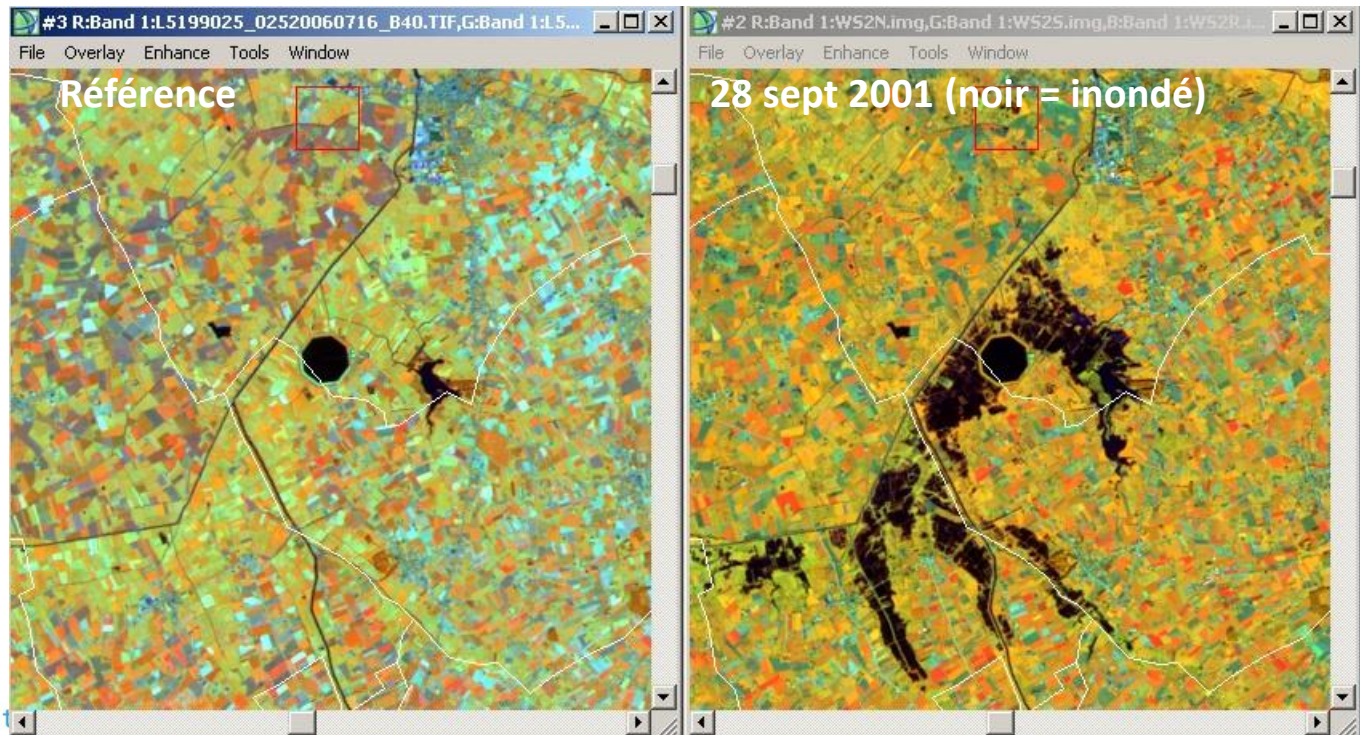 #3 R:Band 1:L5199025_02520060716_B40.TIF,G:Band 1:L5...
File Overlay Enhance Tools Window
Référence
#2 R:Band 1:WS2N.img,G:Band 1:WS2S.img,B:Band 1:WS2R.i...
File Overlay Enhance Tools Window
28 sept 2001 (noir = inondé)
t